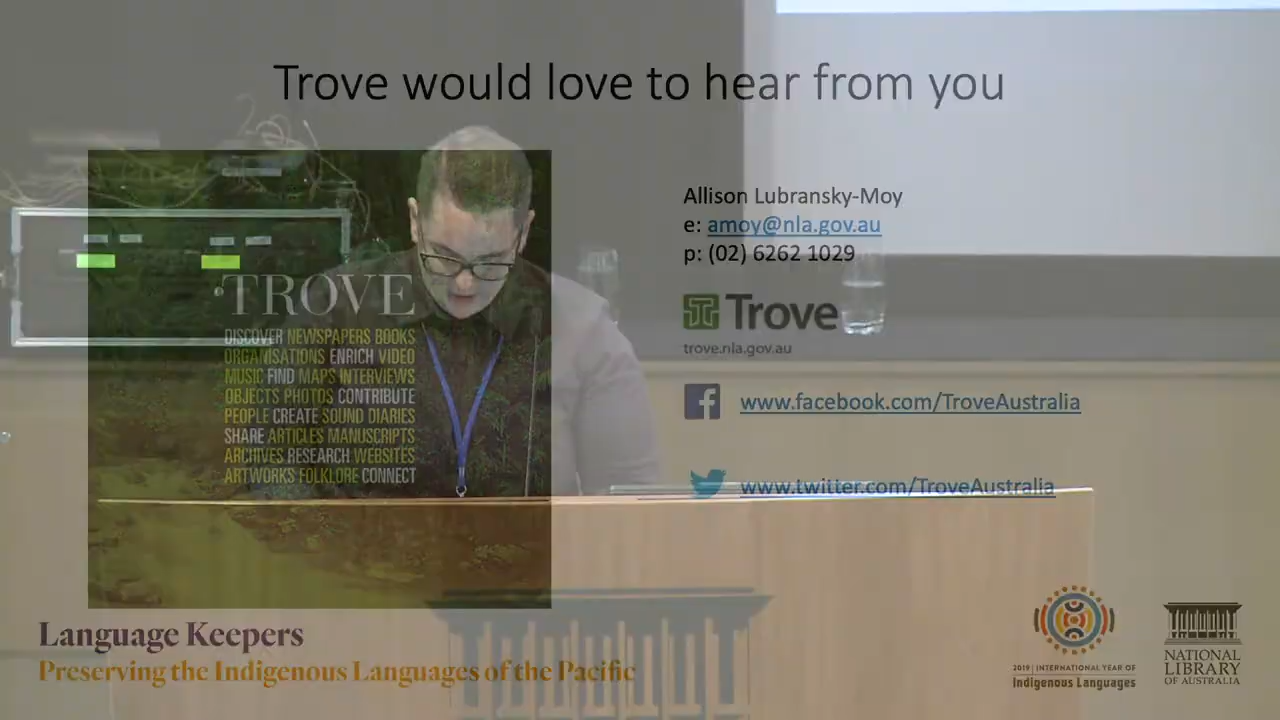 Trove would love to hear from you
TROVE
DISCOVER NEWSPAPERS BOOKS
ORGANISATIONS ENRICH VIDEO
MUSIC FIND MAPS INTERVIEWS
OBJECTS PHOTOS CONTRIBUTE
PEOPLE CREATE SOUND DIARIES
SHARE ARTICLES MANUSCRIPTS
ARCHIVES RESEARCH WEBSITES
ARTWORKS FOLKLORE CONNECT
Allison Lubransky-Moy
e: amoy@nla.gov.au
p: (02) 6262 1029
Trove
trove.nla.gov.au
www.facebook.com/TroveAustralia
www.twitter.com/TroveAustralia
Language Keepers
Preserving the Indigenous Languages of the Pacific
2019 | INTERNATIONAL YEAR OF
Indigenous Languages
NATIONAL
LIBRARY
OF AUSTRALIA